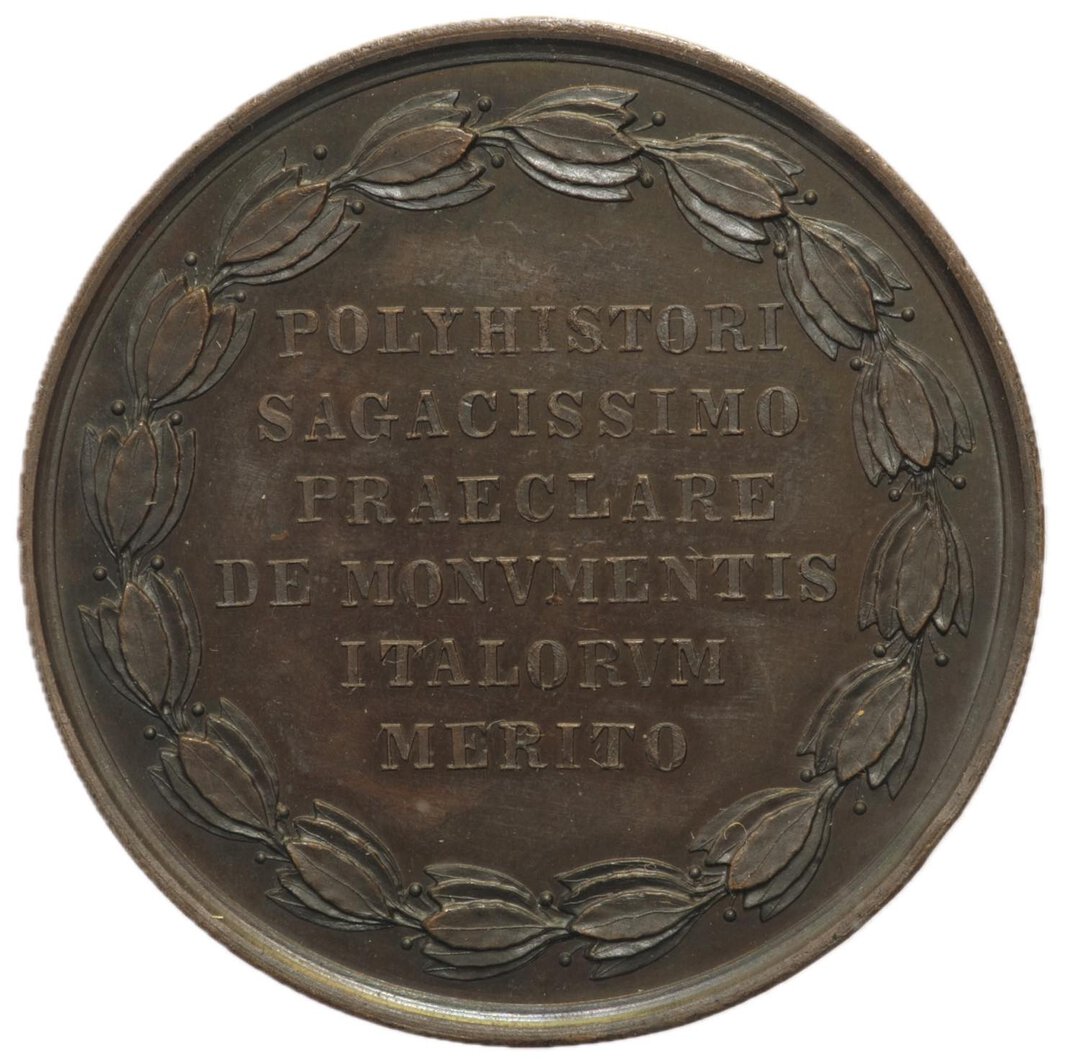 POLYHISTORI
SAGACISSIMO
PRAECLARE
DE MONVMENTIS
ITALORVM
MERITO